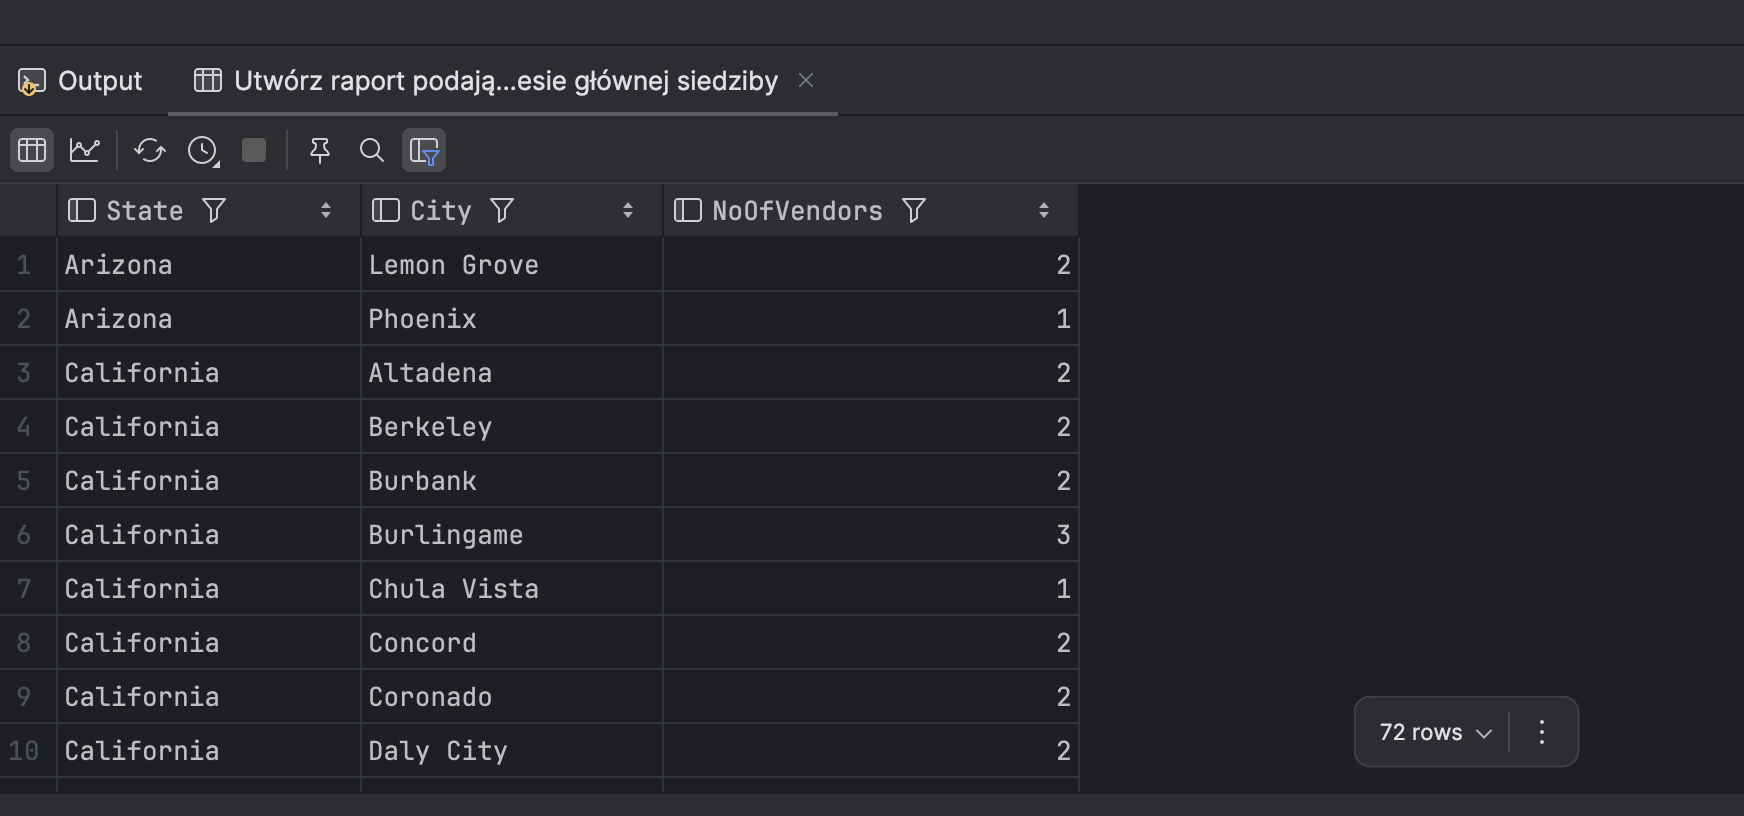 Output
Utwórz raport podają...esie głównej siedziby
State City NoOfVendors
1 Arizona Lemon Grove 2
2 Arizona Phoenix 1
3 California Altadena 2
4 California Berkeley 2
5 California Burbank 2
6 California Burlingame 3
7 California Chula Vista 1
8 California Concord 2
9 California Coronado 2
10 California Daly City 2
72 rows